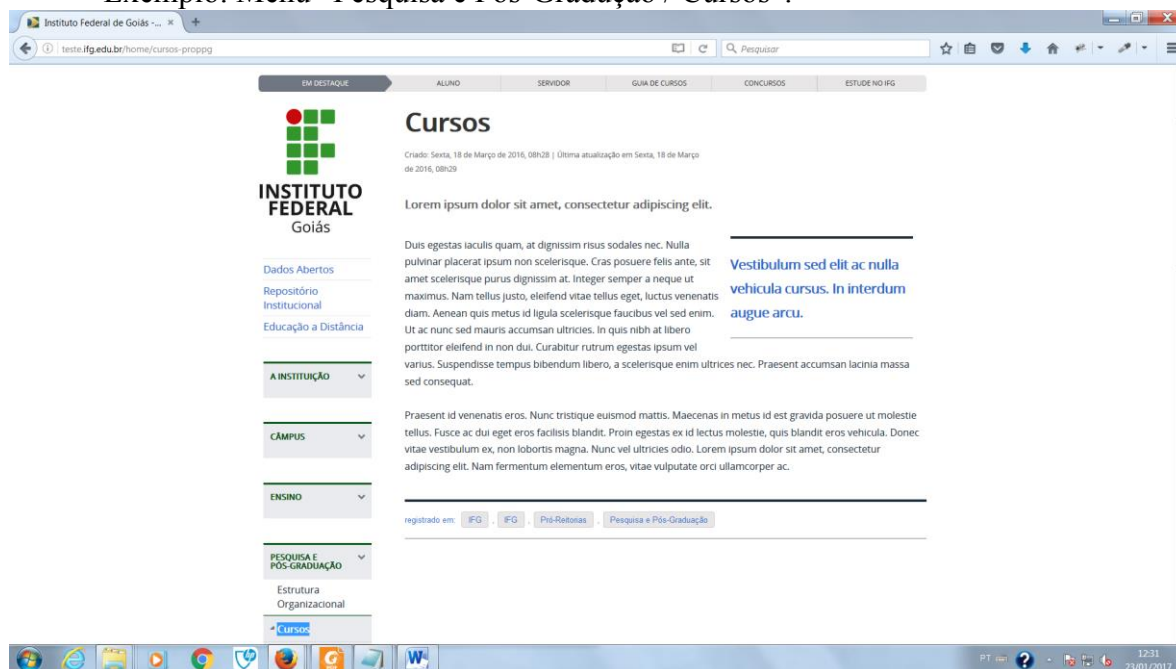 Exemplo: Menu "Pesquisa e Pós-Gradução / Cursos".
Instituto Federal de Goiás -...
teste.ifg.edu.br/home/cursos-proppg
Pesquisar
EM DESTAQUE
ALUNO
SERVIDOR
GUIA DE CURSOS
CONCURSOS
ESTUDE NO IFG
INSTITUTO
FEDERAL
Goiás
Dados Abertos
Repositório
Institucional
Educação a Distância
A INSTITUIÇÃO
CÂMPUS
ENSINO
PESQUISA E
PÓS-GRADUAÇÃO
Estrutura
Organizacional
Cursos
Cursos
Criado: Sexta, 18 de Março de 2016, 08h28 | Última atualização em Sexta, 18 de Março
de 2016, 08h29
Lorem ipsum dolor sit amet, consectetur adipiscing elit.
Duis egestas iaculis quam, at dignissim risus sodales nec. Nulla
pulvinar placerat ipsum non scelerisque. Cras posuere felis ante, sit
amet scelerisque purus dignissim at. Integer semper a neque ut
maximus. Nam tellus justo, eleifend vitae tellus eget, luctus venenatis
diam. Aenean quis metus id ligula scelerisque faucibus vel sed enim.
Ut ac nunc sed mauris accumsan ultricies. In quis nibh at libero
porttitor eleifend in non dui. Curabitur rutrum egestas ipsum vel
varius. Suspendisse tempus bibendum libero, a scelerisque enim ultrices nec. Praesent accumsan lacinia massa
sed consequat.
Vestibulum sed elit ac nulla
vehicula cursus. In interdum
augue arcu.
Praesent id venenatis eros. Nunc tristique euismod mattis. Maecenas in metus id est gravida posuere ut molestie
tellus. Fusce ac dui eget eros facilisis blandit. Proin egestas ex id lectus molestie, quis blandit eros vehicula. Donec
vitae vestibulum ex, non lobortis magna. Nunc vel ultricies odio. Lorem ipsum dolor sit amet, consectetur
adipiscing elit. Nam fermentum elementum eros, vitae vulputate orci ullamcorper ac.
registrado em: IFG , IFG , Pró-Reitorias , Pesquisa e Pós-Graduação
PT
12:31
23/01/2017